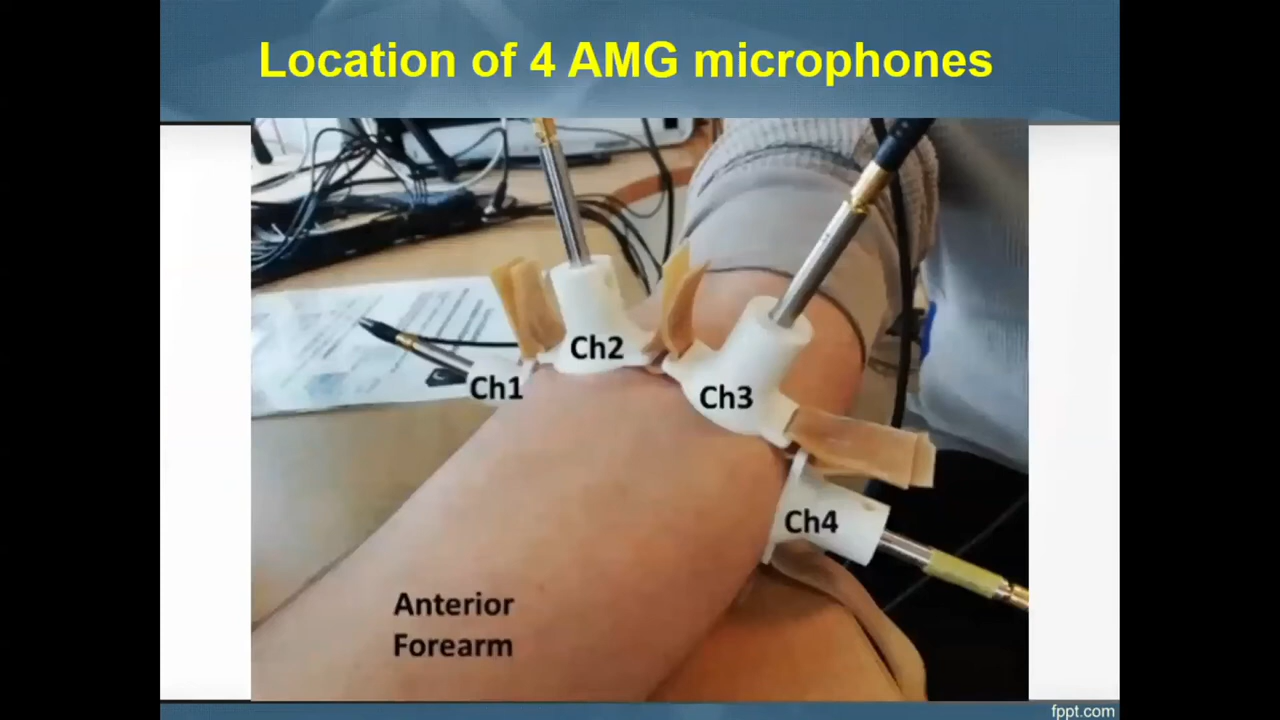 Location of 4 AMG microphones
Ch2
Ch1
Ch3
Ch4
Anterior
Forearm
fppt.com